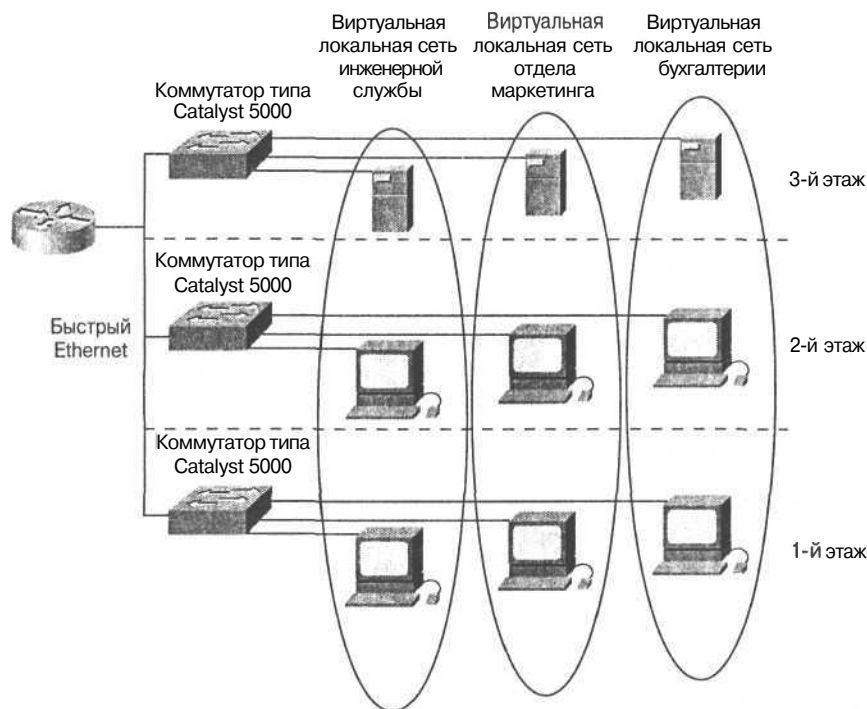 Виртуальная
локальная сеть
инженерной
службы
Виртуальная
локальная сеть
отдела
маркетинга
Виртуальная
локальная сеть
бухгалтерии
Коммутатор типа
Catalyst 5000
3-й этаж
Коммутатор типа
Catalyst 5000
Быстрый
Ethernet
2-й этаж
Коммутатор типа
Catalyst 5000
1-й этаж